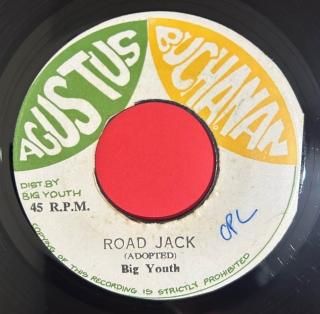 AGUSTUS BUCHANAN
DIST. BY
BIG YOUTH
45 R.P.M.
ROAD JACK
(ADOPTED)
Big Youth
COPYING OF THIS RECORDING IS STRICTLY PROHIBITED